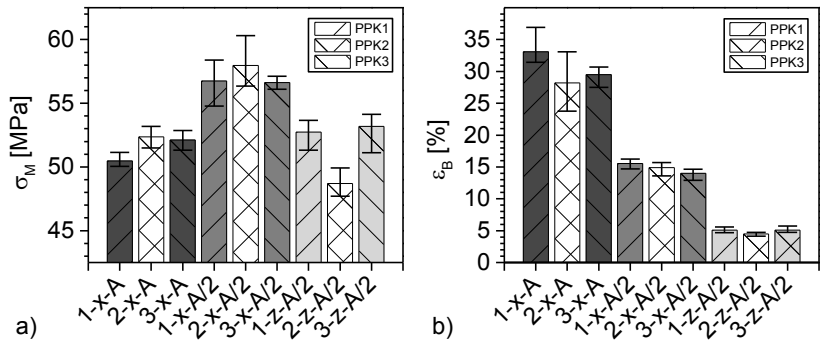 60
55
50
45
σM [MPa]
PPK1
PPK2
PPK3
1-x-A
2-x-A
3-x-A
1-x-A/2
2-x-A/2
3-x-A/2
1-z-A/2
2-z-A/2
3-z-A/2
a)
35
30
25
20
15
10
5
0
εB [%]
PPK1
PPK2
PPK3
1-x-A
2-x-A
3-x-A
1-x-A/2
2-x-A/2
3-x-A/2
1-z-A/2
2-z-A/2
3-z-A/2
b)